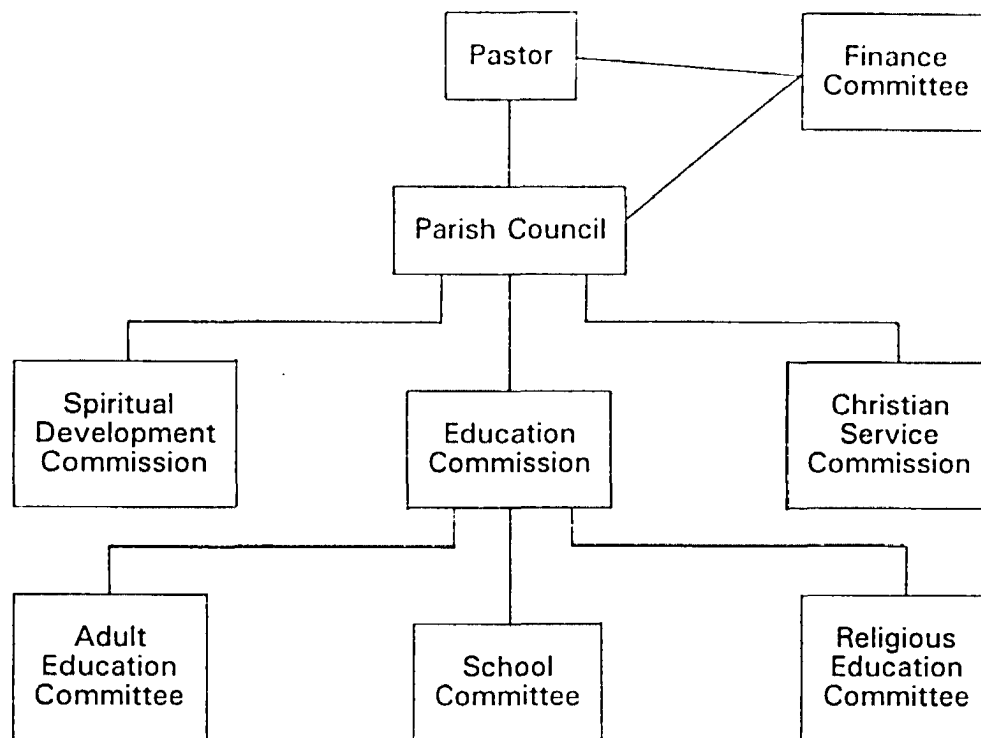 Pastor
Finance
Committee
Parish Council
Spiritual
Development
Commission
Education
Commission
Christian
Service
Commission
Adult
Education
Committee
School
Committee
Religious
Education
Committee